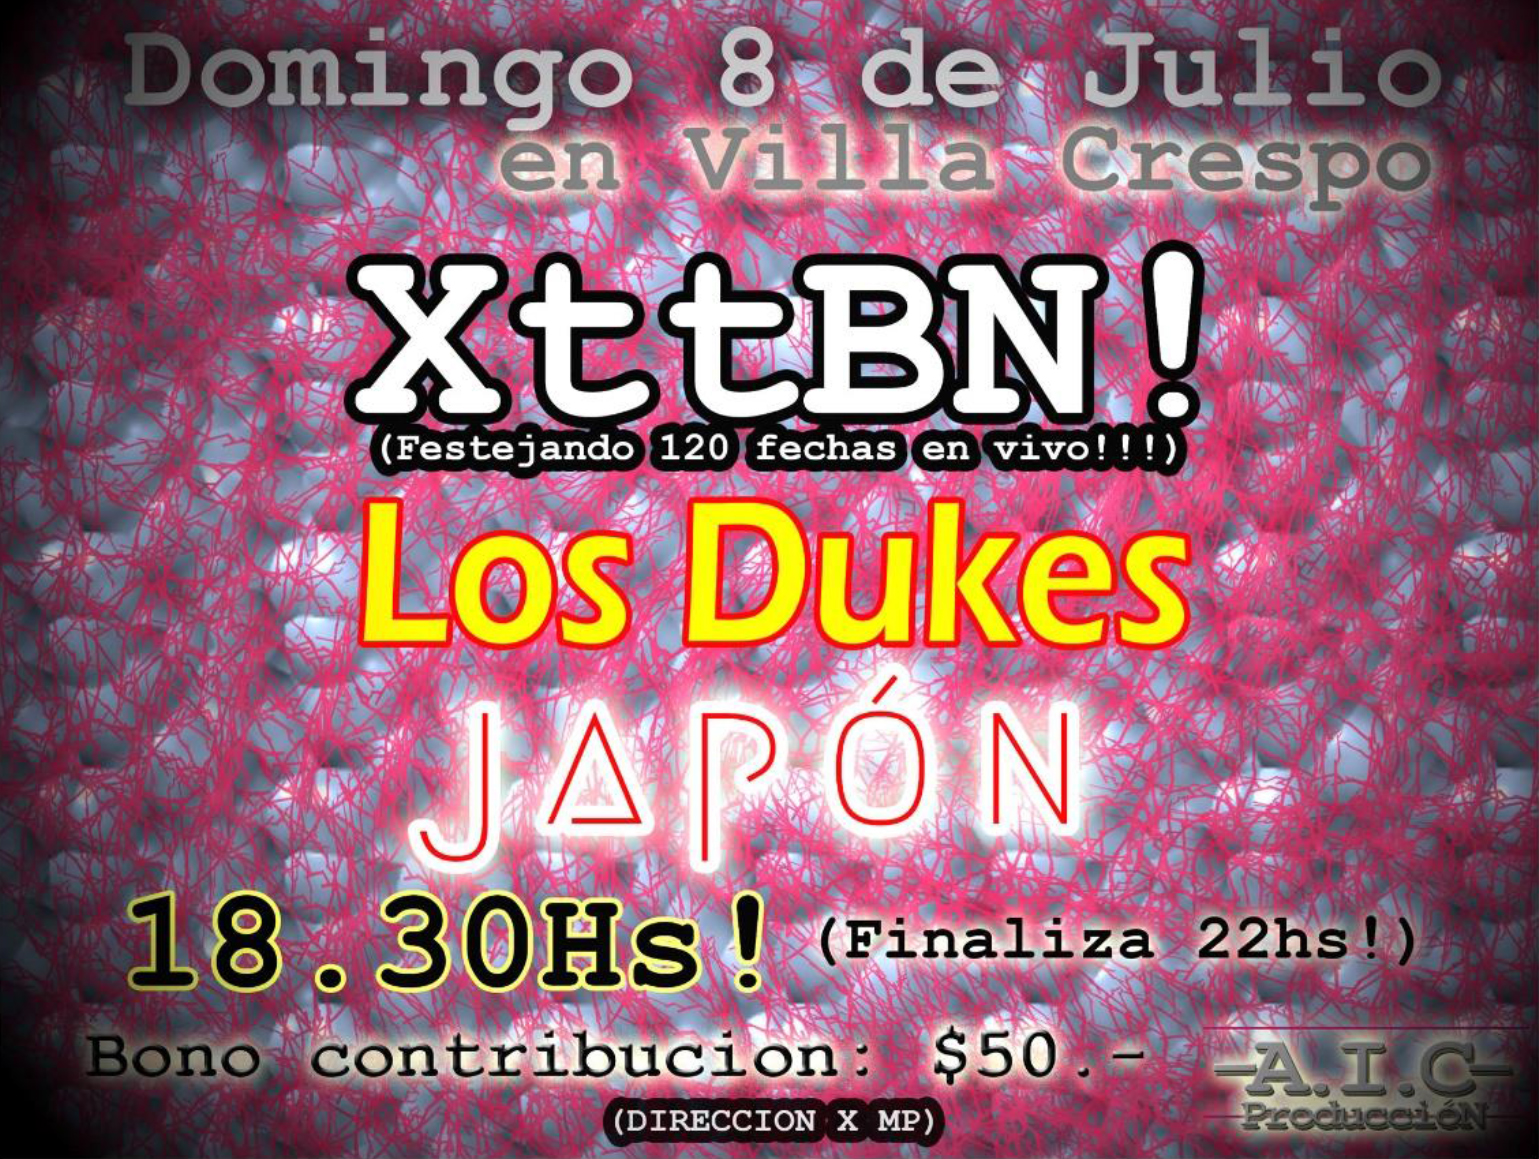 Domingo 8 de Julio
en Villa Crespo
XttBN!
(Festejando 120 fechas en vivo!!!)
Los Dukes
JAPÓN
18.30Hs! (Finaliza 22hs!)
Bono contribucion: $50.-
-A.I.C-
ProduccióN
(DIRECCION X MP)